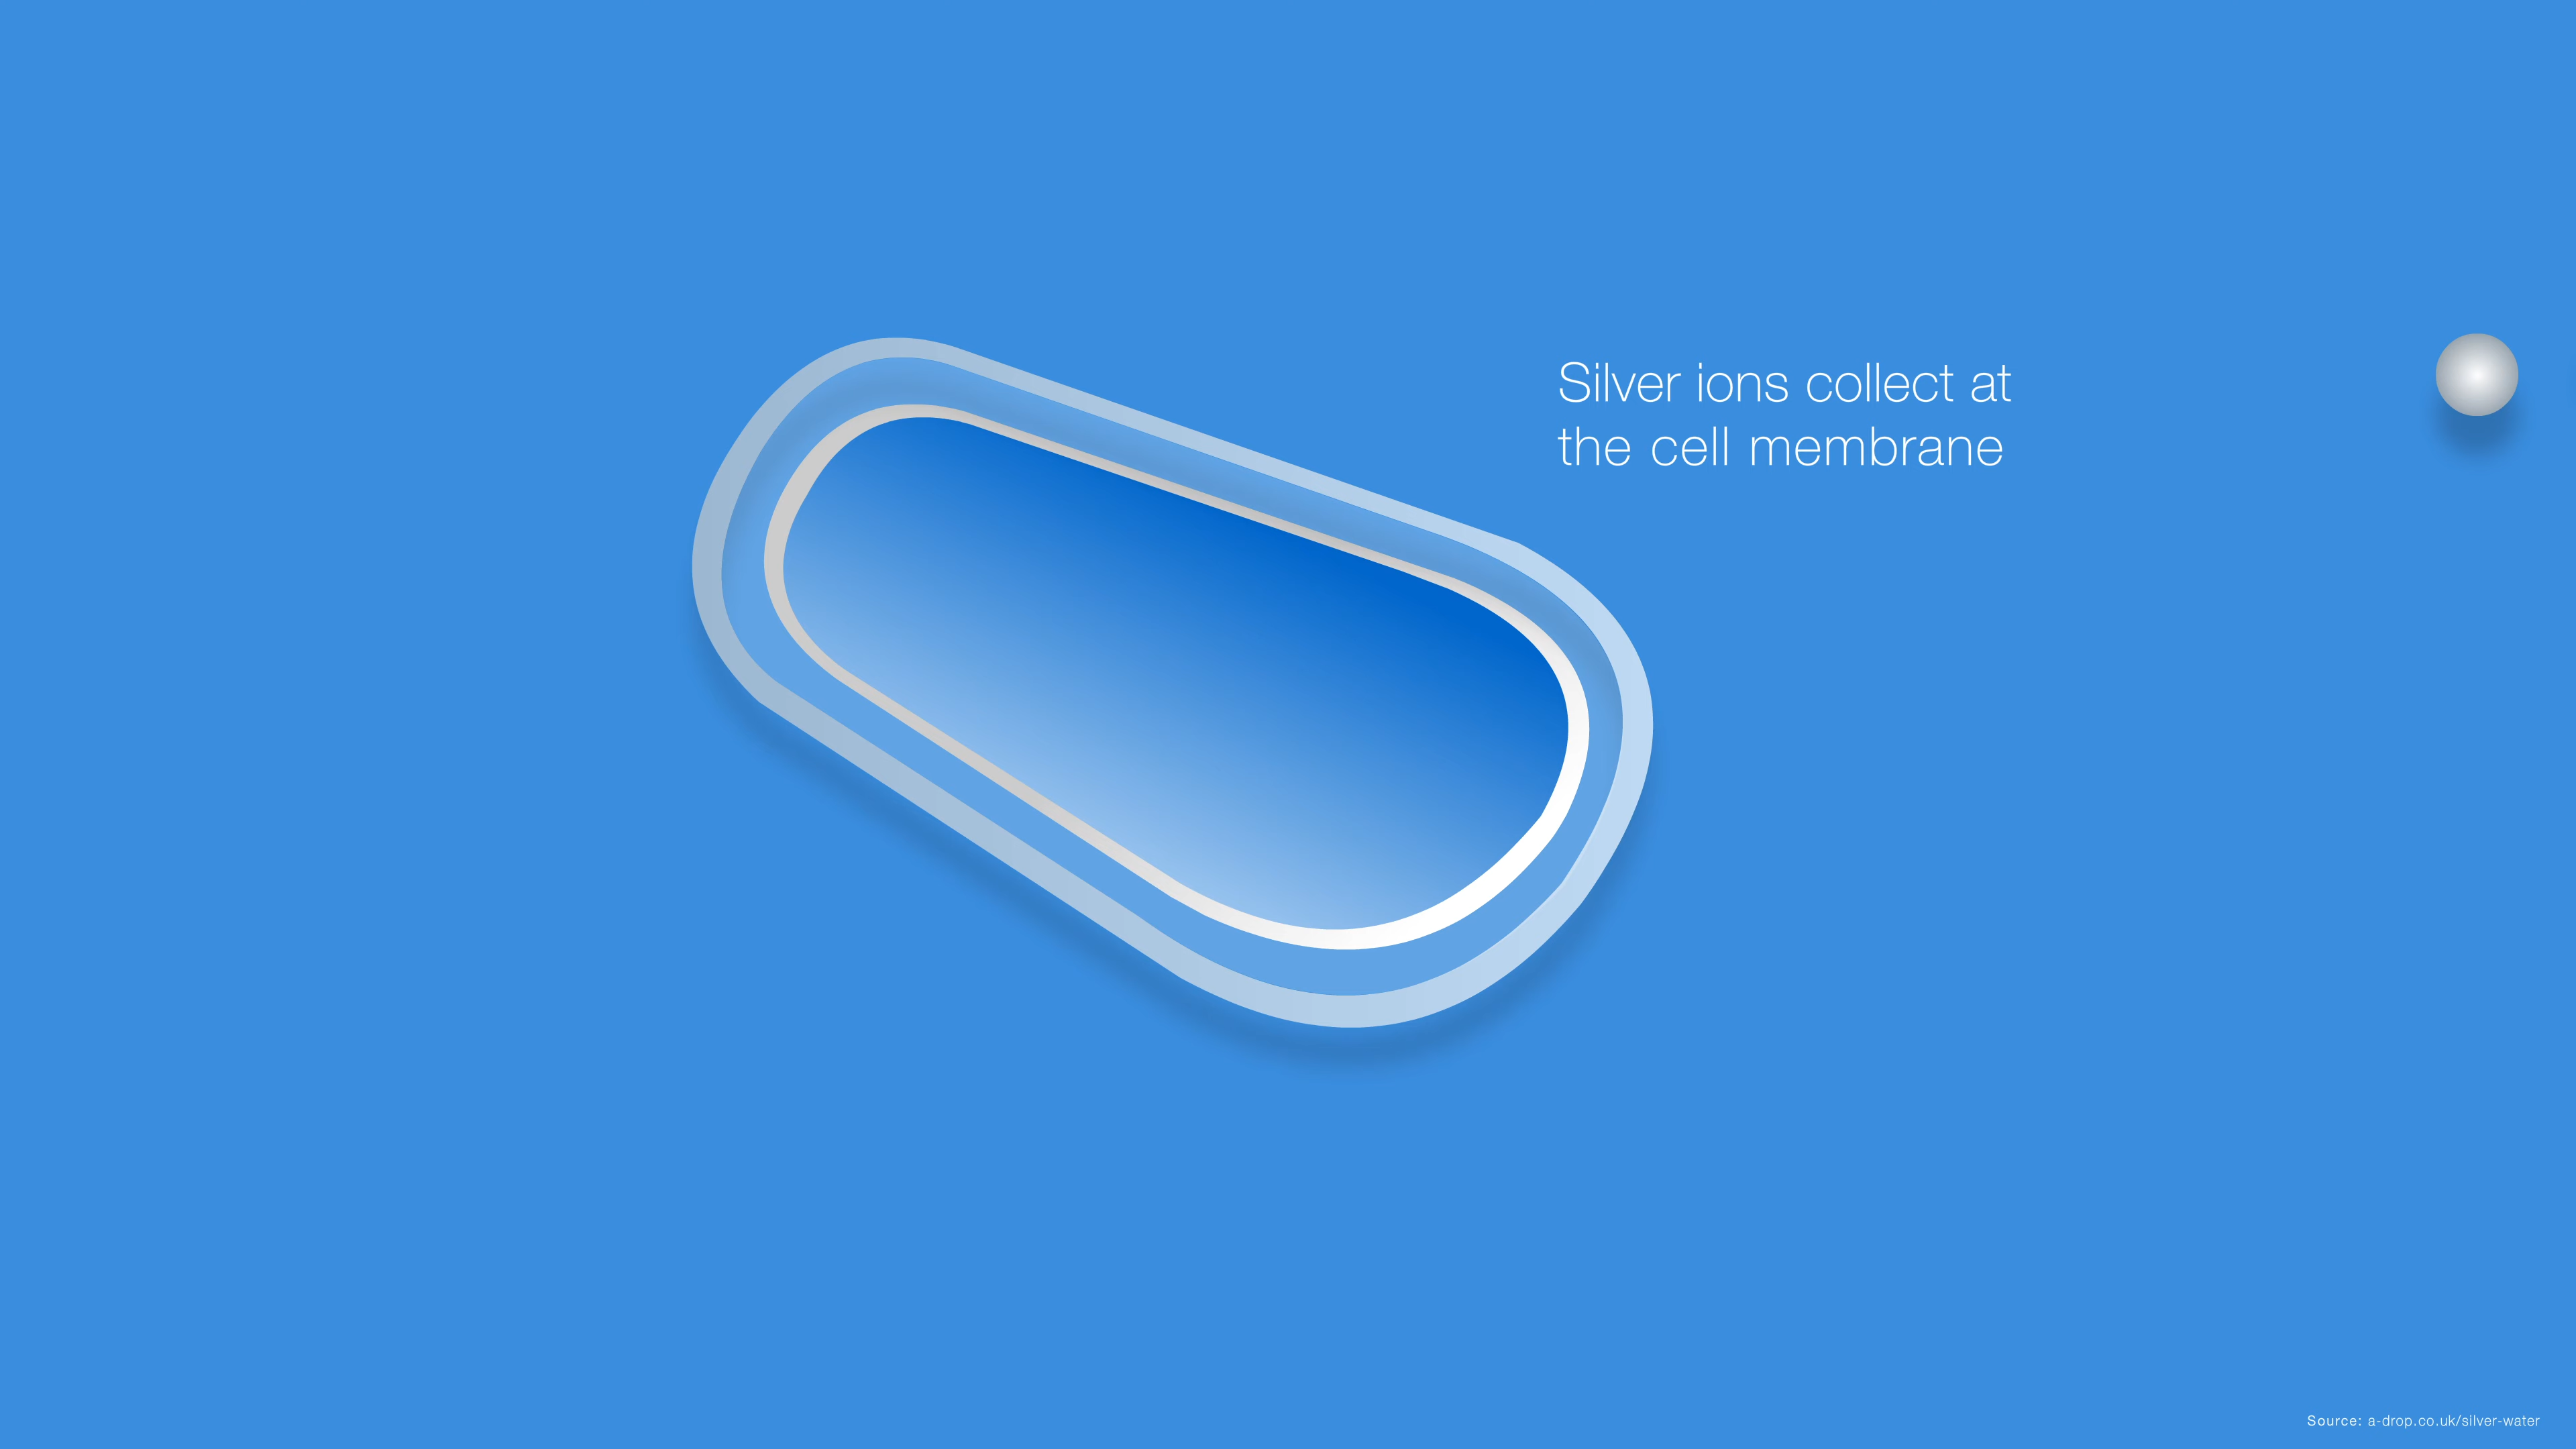 Silver ions collect at
the cell membrane
Source: a-drop.co.uk/silver-water